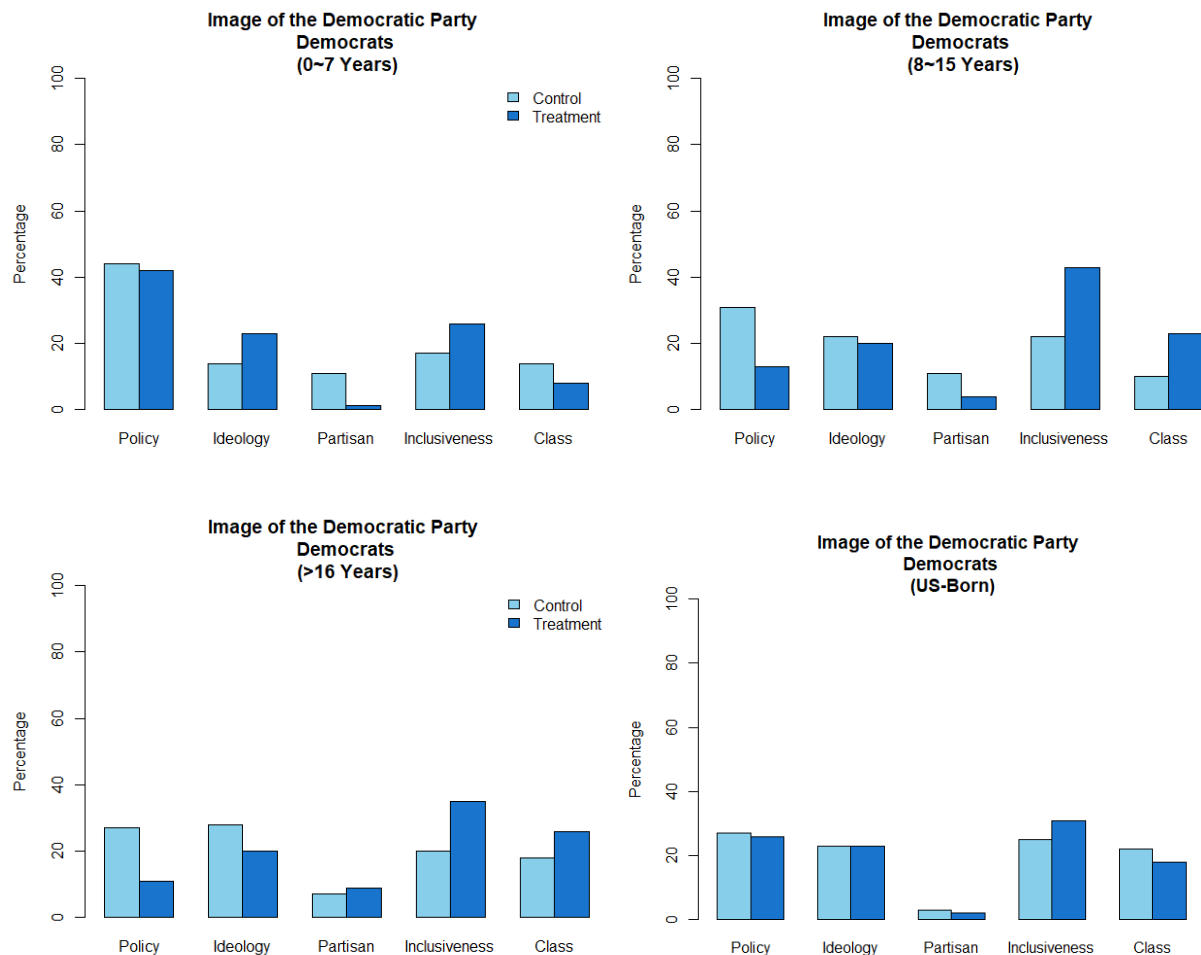 Image of the Democratic Party
Democrats
(0~7 Years)
Control
Treatment
Percentage
100
80
60
40
20
0
Policy Ideology Partisan Inclusiveness Class
Image of the Democratic Party
Democrats
(8~15 Years)
Percentage
100
80
60
40
20
0
Policy Ideology Partisan Inclusiveness Class
Image of the Democratic Party
Democrats
(>16 Years)
Control
Treatment
Percentage
100
80
60
40
20
0
Policy Ideology Partisan Inclusiveness Class
Image of the Democratic Party
Democrats
(US-Born)
Percentage
100
80
60
40
20
0
Policy Ideology Partisan Inclusiveness Class